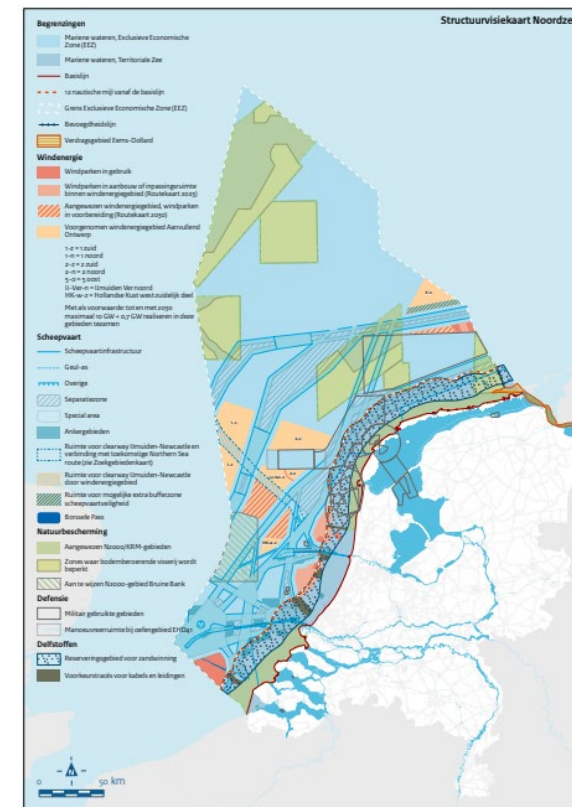 Structuurvisiekaart Noordze
Begrenzingen
Mariene wateren, Exclusieve Economische
Zone (EEZ)
Mariene wateren, Territoriale Zee
Basislijn
12 nautische mijl vanaf de basislijn
Grens Exclusieve Economische Zone (EEZ)
Bevoegdheidslijn
Verdragsgebied Eems-Dollard
Windenergie
Windparken in gebruik
Windparken in aanbouw of inpassingsruimte
binnen windenergiegebied (Routekaart 2023)
Aangewezen windenergiegebied, windparken
in voorbereiding (Routekaart 2030)
Voorgenomen windenergiegebied Aanvullend
Ontwerp
1-z = 1 zuid
1-n = 1 noord
2-z = 2 zuid
2-n = 2 noord
5-o = 5 oost
IJ-Ver-n = IJmuiden Ver noord
HK-w-z = Hollandse Kust west zuidelijk deel
Met als voorwaarde: tot en met 2030
maximaal 10 GW + 0,7 GW realiseren in deze
gebieden tezamen
Scheepvaart
Scheepvaartinfrastructuur
Geul-as
Overige
Separatiezone
Special area
Ankergebieden
Ruimte voor clearway IJmuiden-Newcastle en
verbinding met toekomstige Northern Sea
route (zie Zoekgebiedenkaart)
Ruimte voor clearway IJmuiden-Newcastle
door windenergiegebied
Ruimte voor mogelijke extra bufferzone
scheepvaartveiligheid
Borssele Pass
Natuurbescherming
Aangewezen N2000/KRM-gebieden
Zones waar bodemberoerende visserij wordt
beperkt
Aan te wijzen N2000-gebied Bruine Bank
Defensie
Militair gebruikte gebieden
Manoeuvreerruimte bij oefengebied EHD41
Delfstoffen
Reserveringsgebied voor zandwinning
Voorkeurstracés voor kabels en leidingen
N
0 50 km